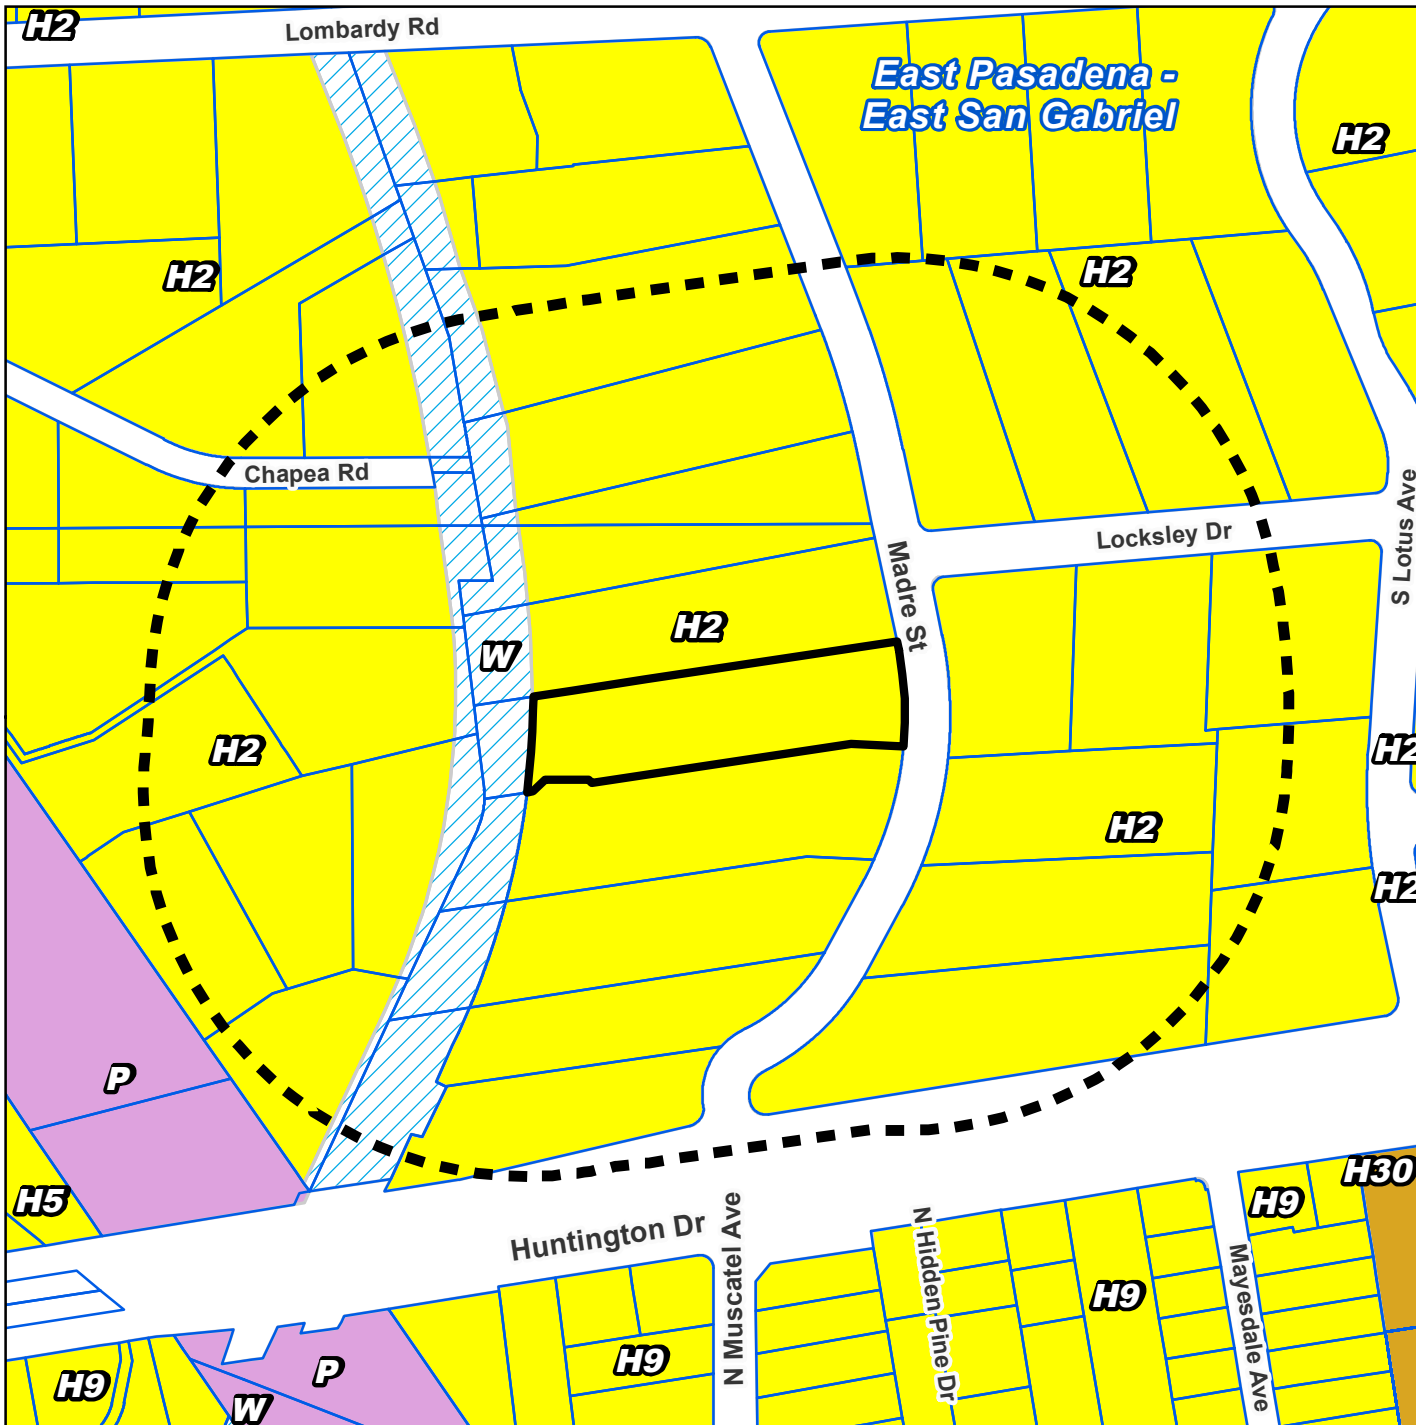 H2
Lombardy Rd
East Pasadena -
East San Gabriel
H2
H2
H2
Chapea Rd
S Lotus Ave
Locksley Dr
Madre St
H2
W
H2
H2
H2
H2
P
H5
H30
H9
Huntington Dr
N Muscatel Ave
N Hidden Pine Dr
Mayesdale Ave
H9
H9
P
H9
W